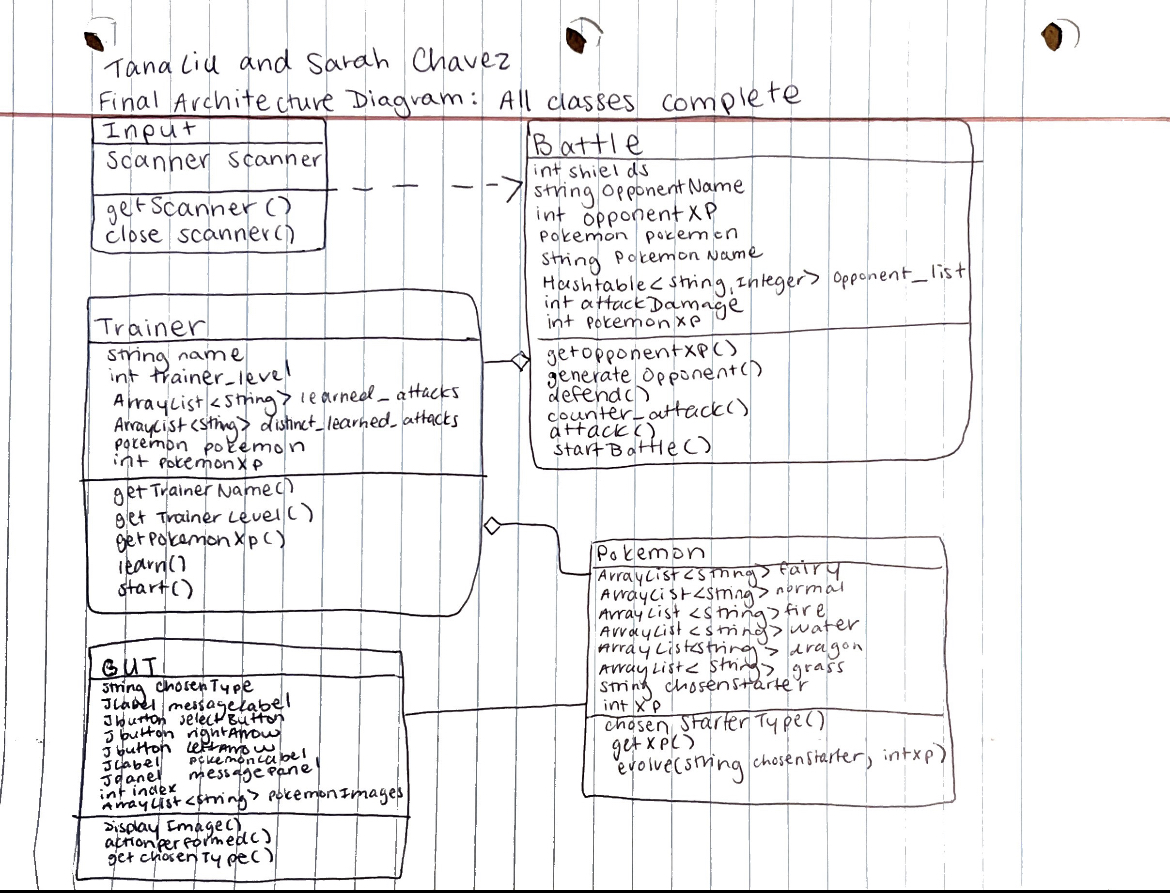 Tana Liu and Sarah Chavez
Final Architecture Diagram: All classes complete
Input
Scanner scanner
getScanner ()
close scanner()
Battle
int shields
string OpponentName
int opponentXP
Pokemon pokemon
string PokemonName
Hashtable<String,Integer> Opponent_list
int attackDamage
int pokemonXP
getopponentXP()
generate Opponent()
defend()
counter_attack()
attack()
startBattle()
Trainer
string name
int trainer_level
ArrayList<String> learned_attacks
ArrayList<String> distinct_learned_attacks
pokemon pokemon
int pokemonXp
getTrainerName()
get Trainer Level()
getPokemonXp()
learn()
start()
Pokemon
ArrayList<String> fairy
ArrayList<String> normal
ArrayList<String> fire
ArrayList<String> water
ArrayList<String> dragon
ArrayList<String> grass
String chosenStarter
int XP
chosen StarterType()
getXP()
evolve(string chosenStarter, intxp)
GUI
string chosenType
JLabel messageLabel
Jbutton selectButton
Jbutton rightArrow
Jbutton leftArrow
JLabel pokemonLabel
Jpanel messagePanel
int index
ArrayList<String> pokemonImages
Display Image()
actionperformed()
get chosenType()